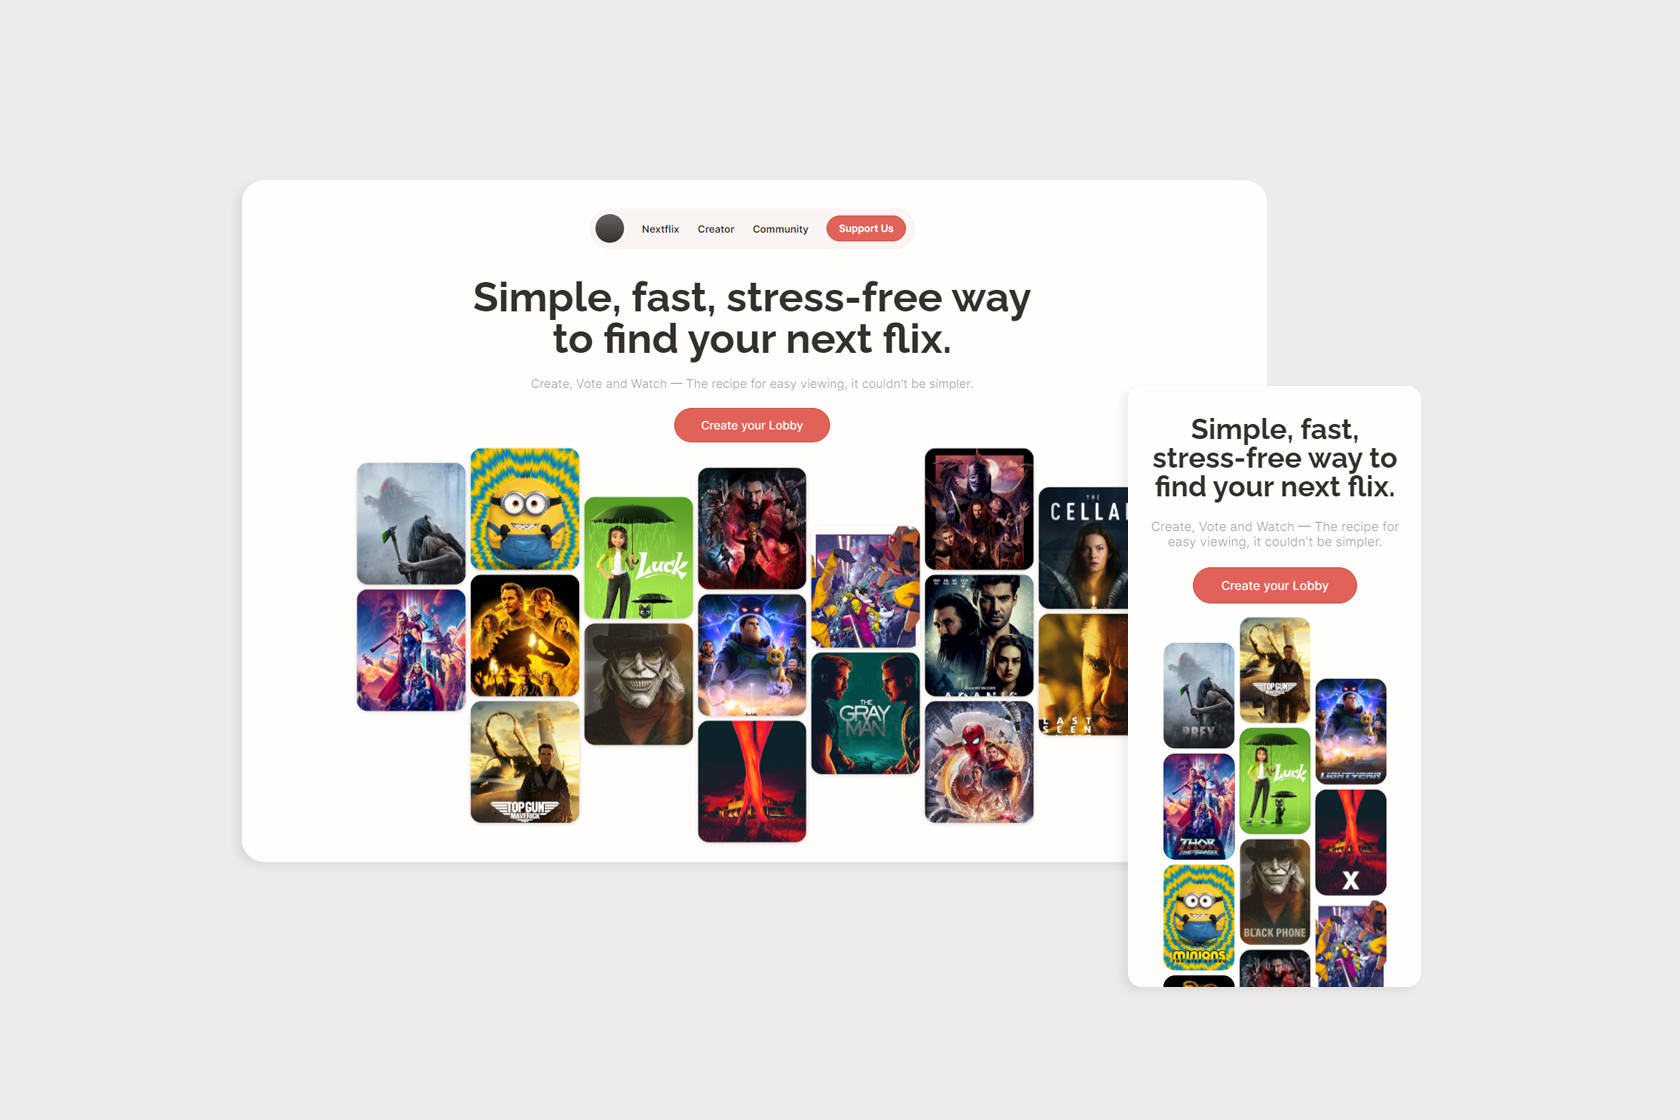 Nextflix Creator Community Support Us
Simple, fast, stress-free way
to find your next flix.
Create, Vote and Watch — The recipe for easy viewing, it couldn't be simpler.
Create your Lobby
Luck
TOP GUN
MAVERICK
THE
GRAY
MAN
THE
LAST
SEEN
Simple, fast,
stress-free way to
find your next flix.
Create, Vote and Watch — The recipe for
easy viewing, it couldn't be simpler.
Create your Lobby
PREY
TOP GUN
MAVERICK
LIGHTYEAR
Luck
THOR
X
BLACK PHONE
MINIONS